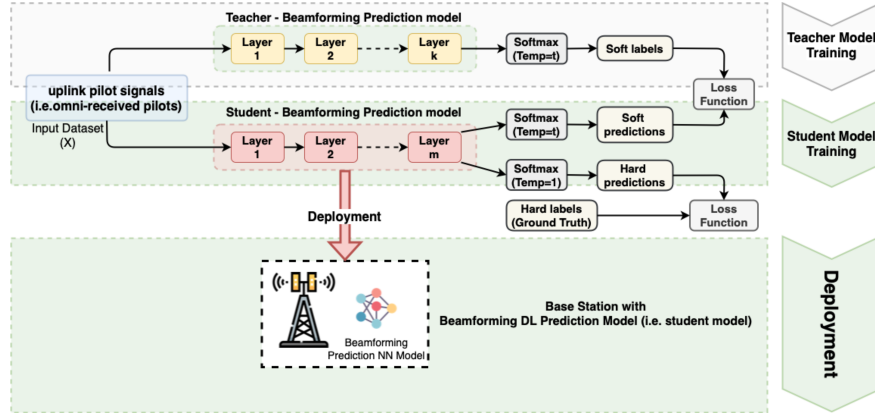 Teacher - Beamforming Prediction model
Layer
1
Layer
2
Layer
k
Softmax
(Temp=t)
Soft labels
Teacher Model
Training
uplink pilot signals
(i.e.omni-received pilots)
Input Dataset
(X)
Loss
Function
Student - Beamforming Prediction model
Layer
1
Layer
2
Layer
m
Softmax
(Temp=t)
Soft
predictions
Student Model
Training
Softmax
(Temp=1)
Hard
predictions
Hard labels
(Ground Truth)
Loss
Function
Deployment
Beamforming
Prediction NN Model
Base Station with
Beamforming DL Prediction Model (i.e. student model)
Deployment